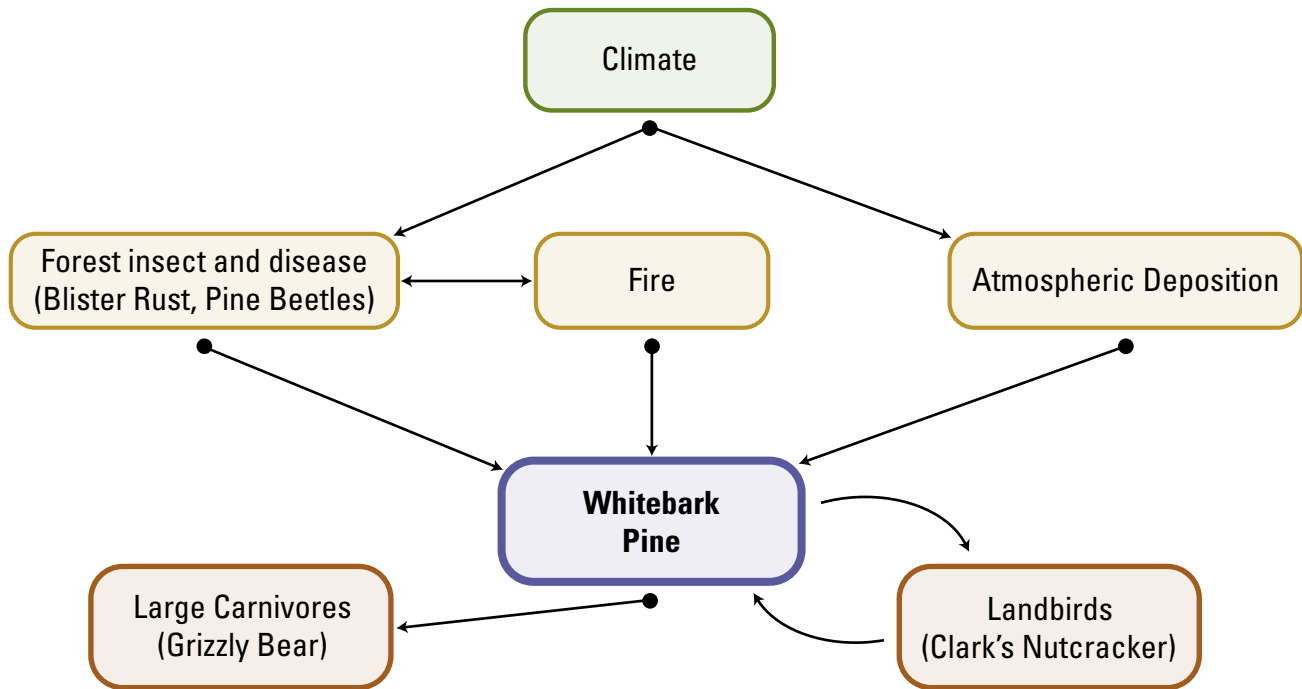 Climate
Forest insect and disease
(Blister Rust, Pine Beetles)
Fire
Atmospheric Deposition
Whitebark
Pine
Large Carnivores
(Grizzly Bear)
Landbirds
(Clark's Nutcracker)